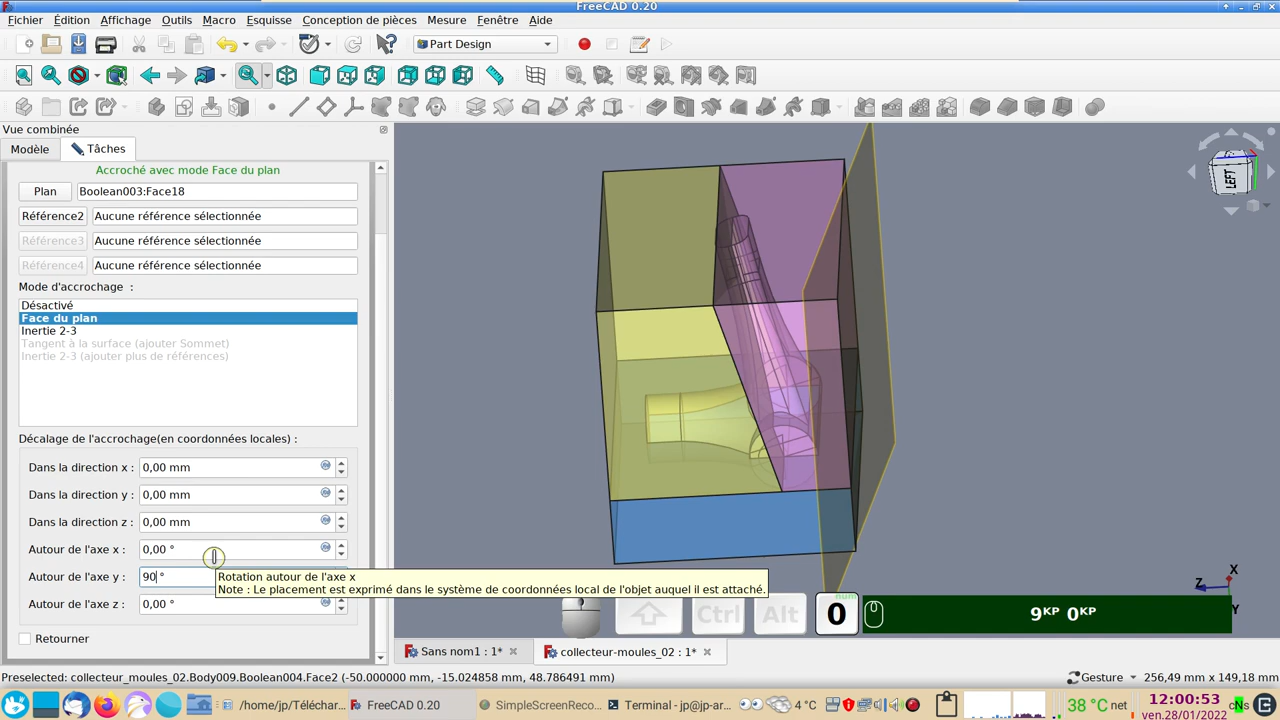 FreeCAD 0.20
Fichier Édition Affichage Outils Macro Esquisse Conception de pièces Mesure Fenêtre Aide
Part Design
Vue combinée
Modèle Tâches
Accroché avec mode Face du plan
Plan Boolean003:Face18
Référence2 Aucune référence sélectionnée
Référence3 Aucune référence sélectionnée
Référence4 Aucune référence sélectionnée
Mode d'accrochage :
Désactivé
Face du plan
Inertie 2-3
Tangent à la surface (ajouter Sommet)
Inertie 2-3 (ajouter plus de références)
Décalage de l'accrochage(en coordonnées locales) :
Dans la direction x : 0,00 mm
Dans la direction y : 0,00 mm
Dans la direction z : 0,00 mm
Autour de l'axe x : 0,00 °
Autour de l'axe y : 90 °
Rotation autour de l'axe x
Note : Le placement est exprimé dans le système de coordonnées local de l'objet auquel il est attaché.
Autour de l'axe z : 0,00 °
Retourner
LEFT
X
Z
Y
Ctrl Alt num 0 9KP 0KP
Sans nom1 : 1* collecteur-moules_02 : 1*
Preselected: collecteur_moules_02.Body009.Boolean004.Face2 (-50.000000 mm, -15.024858 mm, 48.786491 mm) Gesture 256,49 mm x 149,18 mm
/home/jp/Téléchar... FreeCAD 0.20 SimpleScreenReco... Terminal - jp@jp-ar... 4 °C 38 °C net 12:00:53
ven.28/01/2022